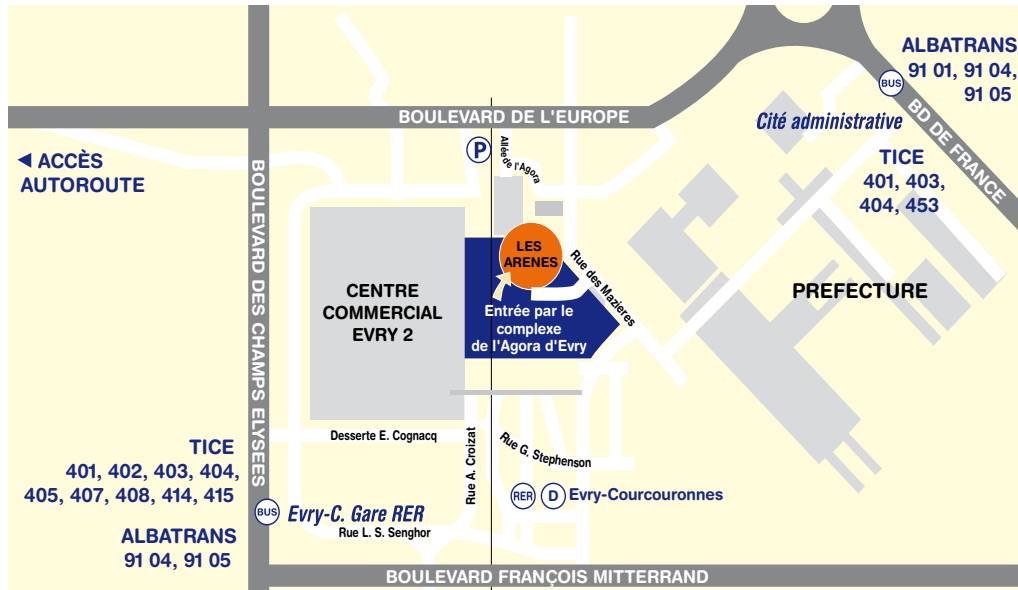 ALBATRANS
91 01, 91 04,
91 05
BUS
BD DE FRANCE
Cité administrative
TICE
401, 403,
404, 453
BOULEVARD DE L'EUROPE
◄ ACCÈS
AUTOROUTE
P
Allée de l'Agora
BOULEVARD DES CHAMPS ELYSEES
LES
ARENES
Rue des Mazieres
CENTRE
COMMERCIAL
EVRY 2
PREFECTURE
Entrée par le
complexe
de l'Agora d'Evry
Desserte E. Cognacq
Rue A. Croizat
Rue G. Stephenson
TICE
401, 402, 403, 404,
405, 407, 408, 414, 415
RER D Evry-Courcouronnes
BUS Evry-C. Gare RER
Rue L. S. Senghor
ALBATRANS
91 04, 91 05
BOULEVARD FRANÇOIS MITTERRAND